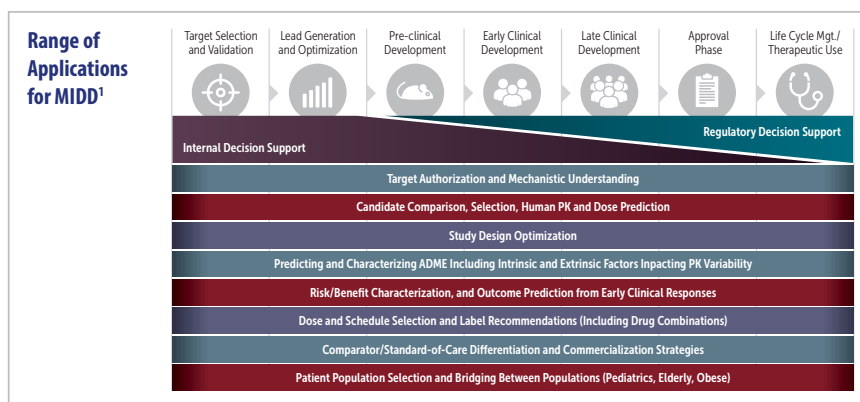 Range of
Applications
for MIDD1
Target Selection
and Validation
Lead Generation
and Optimization
Pre-clinical
Development
Early Clinical
Development
Late Clinical
Development
Approval
Phase
Life Cycle Mgt./
Therapeutic Use
Regulatory Decision Support
Internal Decision Support
Target Authorization and Mechanistic Understanding
Candidate Comparison, Selection, Human PK and Dose Prediction
Study Design Optimization
Predicting and Characterizing ADME Including Intrinsic and Extrinsic Factors Inpacting PK Variability
Risk/Benefit Characterization, and Outcome Prediction from Early Clinical Responses
Dose and Schedule Selection and Label Recommendations (Including Drug Combinations)
Comparator/Standard-of-Care Differentiation and Commercialization Strategies
Patient Population Selection and Bridging Between Populations (Pediatrics, Elderly, Obese)